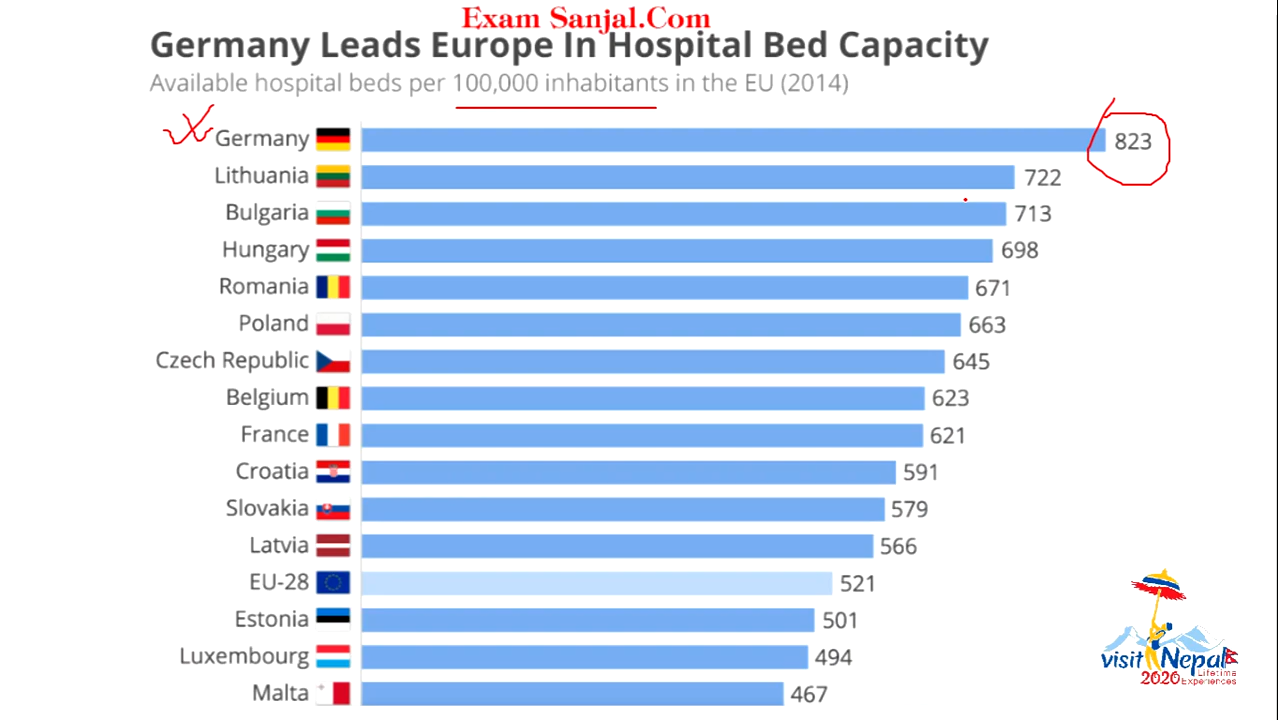 Exam Sanjal.Com
Germany Leads Europe In Hospital Bed Capacity
Available hospital beds per 100,000 inhabitants in the EU (2014)
Germany 823
Lithuania 722
Bulgaria 713
Hungary 698
Romania 671
Poland 663
Czech Republic 645
Belgium 623
France 621
Croatia 591
Slovakia 579
Latvia 566
EU-28 521
Estonia 501
Luxembourg 494
Malta 467
visit Nepal
2020 Lifetime
Experiences